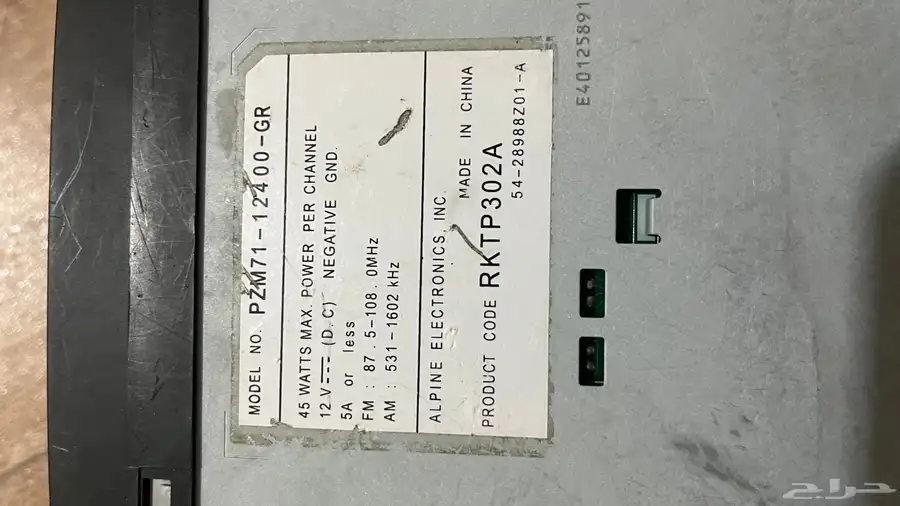 MODEL NO. PZM71-12400-GR
45 WATTS MAX. POWER PER CHANNEL
12 V (D.C) NEGATIVE GND.
5A or less
FM : 87.5-108.0MHz
AM : 531-1602 kHz
ALPINE ELECTRONICS, INC.
MADE IN CHINA
PRODUCT CODE RKTP302A
54-28988Z01-A
E40125891
حراج